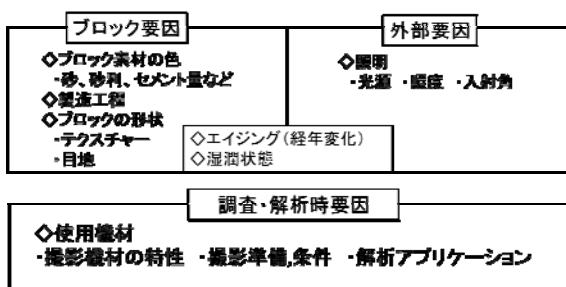 ブロック要因
◇ブロック素材の色
・砂、砂利、セメント量など
◇製造工程
◇ブロックの形状
・テクスチャー
・目地
外部要因
◇照明
・光源 ・照度 ・入射角
◇エイジング(経年変化)
◇湿潤状態
調査・解析時要因
◇使用機材
・撮影機材の特性 ・撮影準備,条件 ・解析アプリケーション